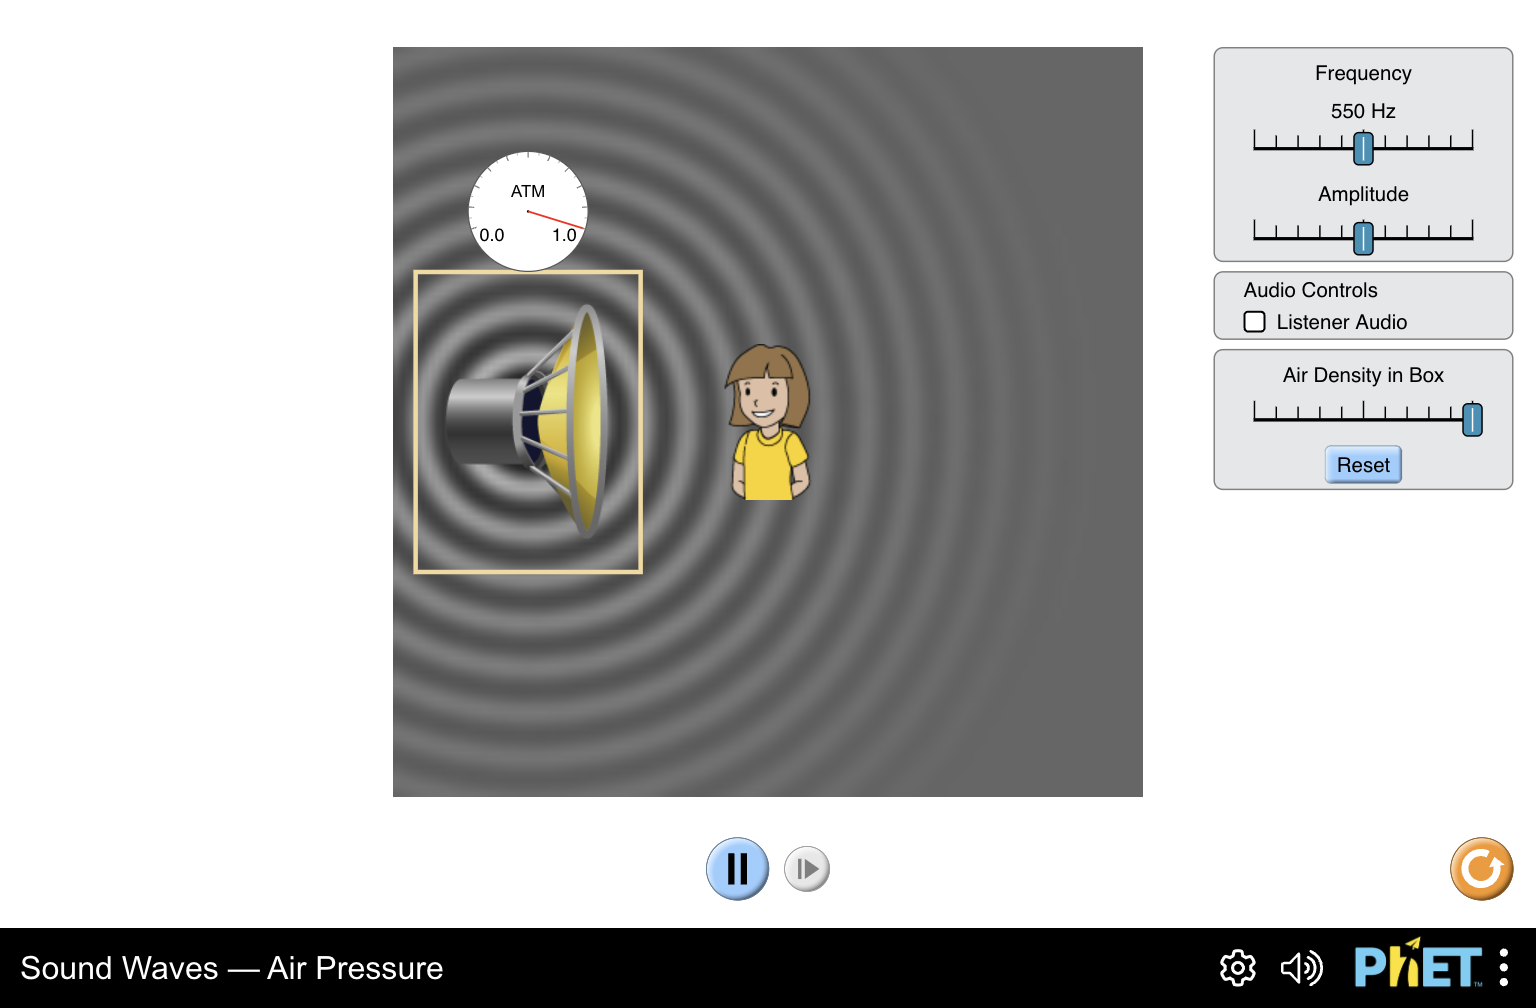 Frequency
550 Hz
Amplitude
ATM
0.0 1.0
Audio Controls
Listener Audio
Air Density in Box
Reset
Sound Waves — Air Pressure
PhET™